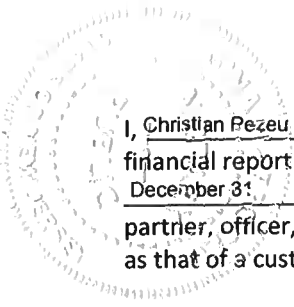 I, Christian Pezeu
financial report
December 31
partner, officer,
as that of a cust